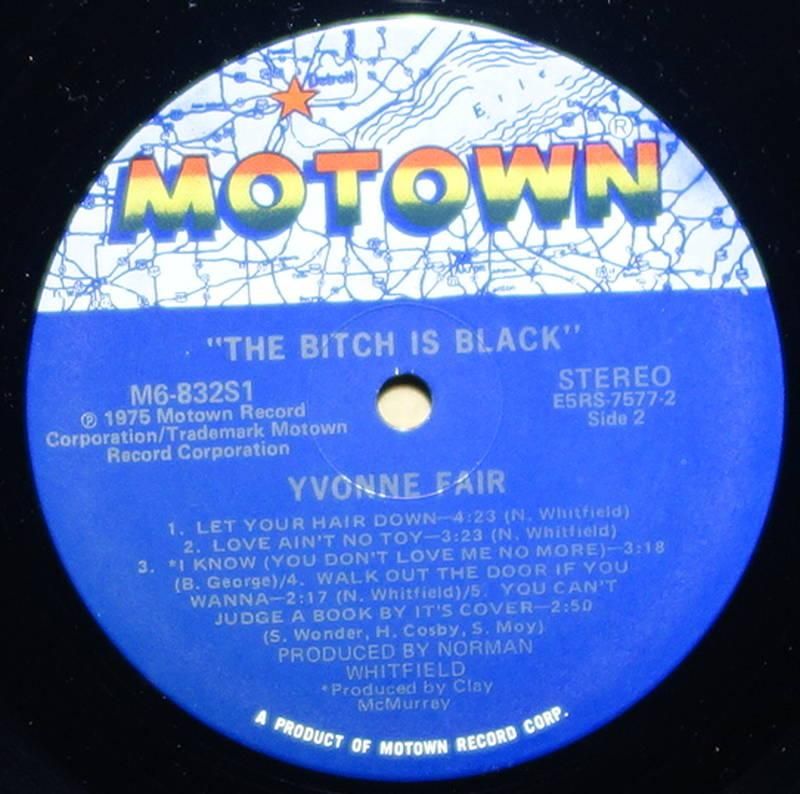 Detroit
Erie
®
MOTOWN
"THE BITCH IS BLACK"
M6-832S1
℗ 1975 Motown Record
Corporation/Trademark Motown
Record Corporation
STEREO
E5RS-7577-2
Side 2
YVONNE FAIR
1. LET YOUR HAIR DOWN—4:23 (N. Whitfield)
2. LOVE AIN'T NO TOY—3:23 (N. Whitfield)
3. *I KNOW (YOU DON'T LOVE ME NO MORE)—3:18
(B. George)/4. WALK OUT THE DOOR IF YOU
WANNA—2:17 (N. Whitfield)/5. YOU CAN'T
JUDGE A BOOK BY IT'S COVER—2:50
(S. Wonder, H. Cosby, S. Moy)
PRODUCED BY NORMAN
WHITFIELD
*Produced by Clay
McMurray
A PRODUCT OF MOTOWN RECORD CORP.